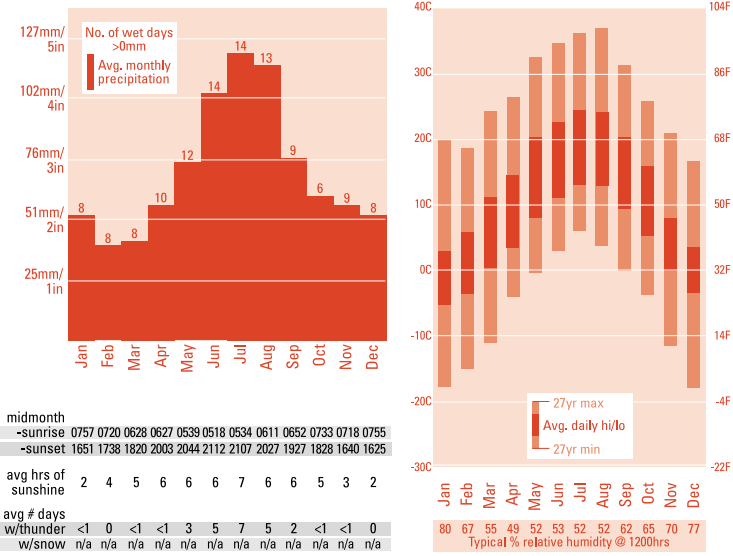 127mm/
5in
102mm/
4in
76mm/
3in
51mm/
2in
25mm/
1in
No. of wet days
>0mm
Avg. monthly
precipitation
8 8 8 10 12 14 14 13 9 6 9 8
Jan Feb Mar Apr May Jun Jul Aug Sep Oct Nov Dec
midmonth
-sunrise 0757 0720 0628 0627 0539 0518 0534 0611 0652 0733 0718 0755
-sunset 1651 1738 1820 2003 2044 2112 2107 2027 1927 1828 1640 1625
avg hrs of
sunshine 2 4 5 6 6 6 7 6 6 5 3 2
avg # days
w/thunder <1 0 <1 <1 3 5 7 5 2 <1 <1 0
w/snow n/a n/a n/a n/a n/a n/a n/a n/a n/a n/a n/a n/a
40C 104F
30C 86F
20C 68F
10C 50F
0C 32F
-10C 14F
-20C -4F
-30C -22F
27yr max
Avg. daily hi/lo
27yr min
Jan Feb Mar Apr May Jun Jul Aug Sep Oct Nov Dec
80 67 55 49 52 53 52 52 62 65 70 77
Typical % relative humidity @ 1200hrs